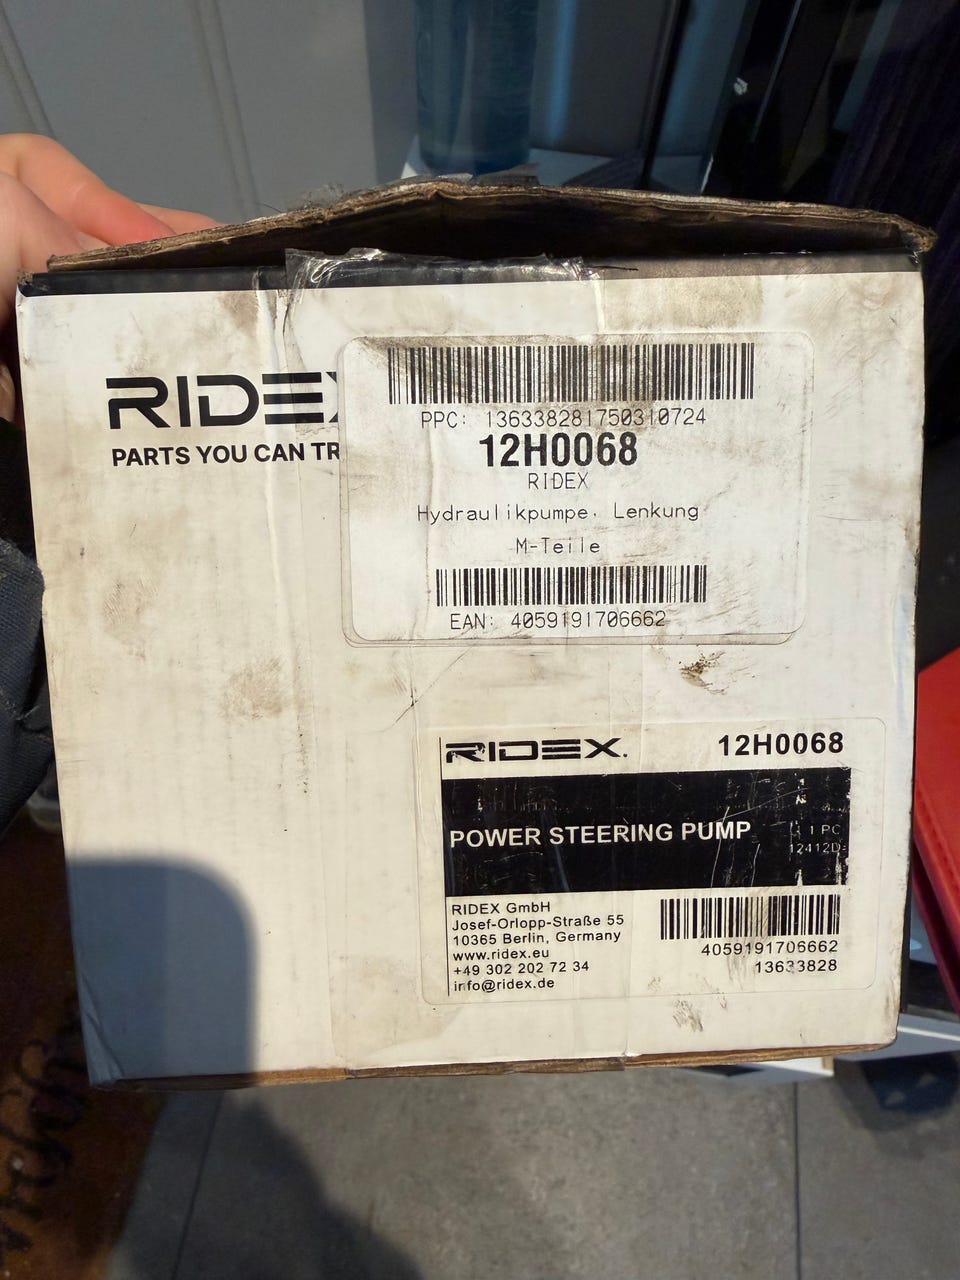 RIDEX
PARTS YOU CAN TR
PPC: 136338281750310724
12H0068
RIDEX
Hydraulikpumpe, Lenkung
M-Teile
EAN: 4059191706662
RIDEX.
12H0068
POWER STEERING PUMP
1 PC
12412D
RIDEX GmbH
Josef-Orlopp-Straße 55
10365 Berlin, Germany
www.ridex.eu
+49 302 202 72 34
info@ridex.de
4059191706662
13633828